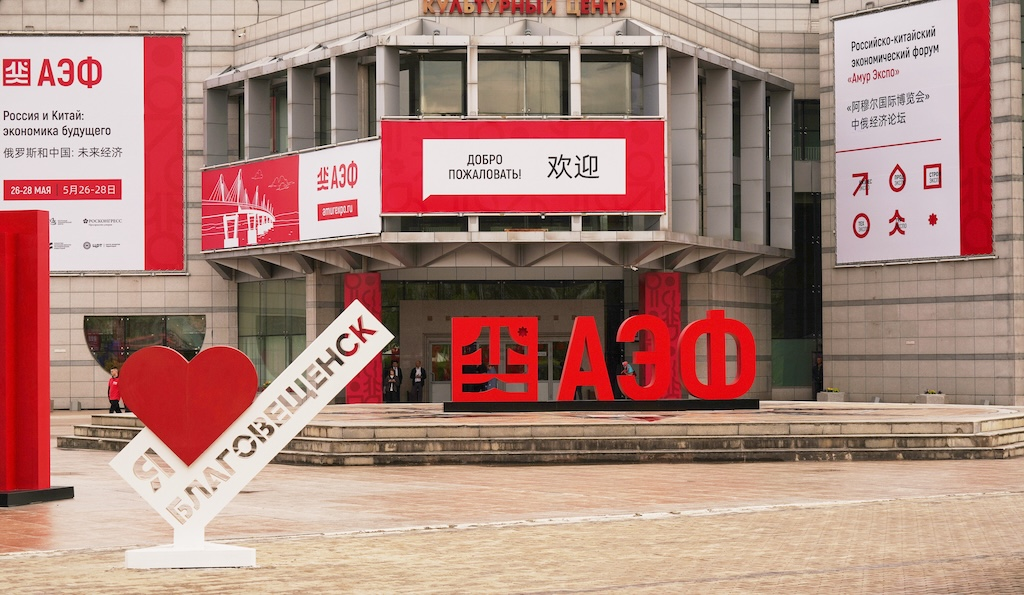 КУЛЬТУРНЫЙ ЦЕНТР
АЭФ
Россия и Китай:
экономика будущего
俄罗斯和中国: 未来经济
26-28 МАЯ
5月26-28日
РОСКОНГРЕСС
АЭФ
amurexpo.ru
ДОБРО
ПОЖАЛОВАТЬ!
欢迎
Российско-китайский
экономический форум
«Амур Экспо»
«阿穆尔国际博览会»
中俄经济论坛
АЭФ
Я
БЛАГОВЕЩЕНСК